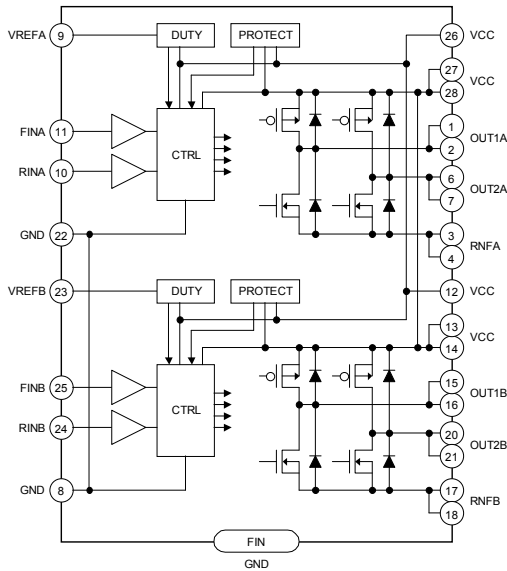 VREFA 9 DUTY PROTECT 26 VCC
27 VCC
28
FINA 11 1 OUT1A
CTRL 2
RINA 10 6 OUT2A
7
GND 22 3 RNFA
4
VREFB 23 DUTY PROTECT 12 VCC
13 VCC
14
FINB 25 15 OUT1B
CTRL 16
RINB 24 20 OUT2B
21
GND 8 17 RNFB
18
FIN
GND